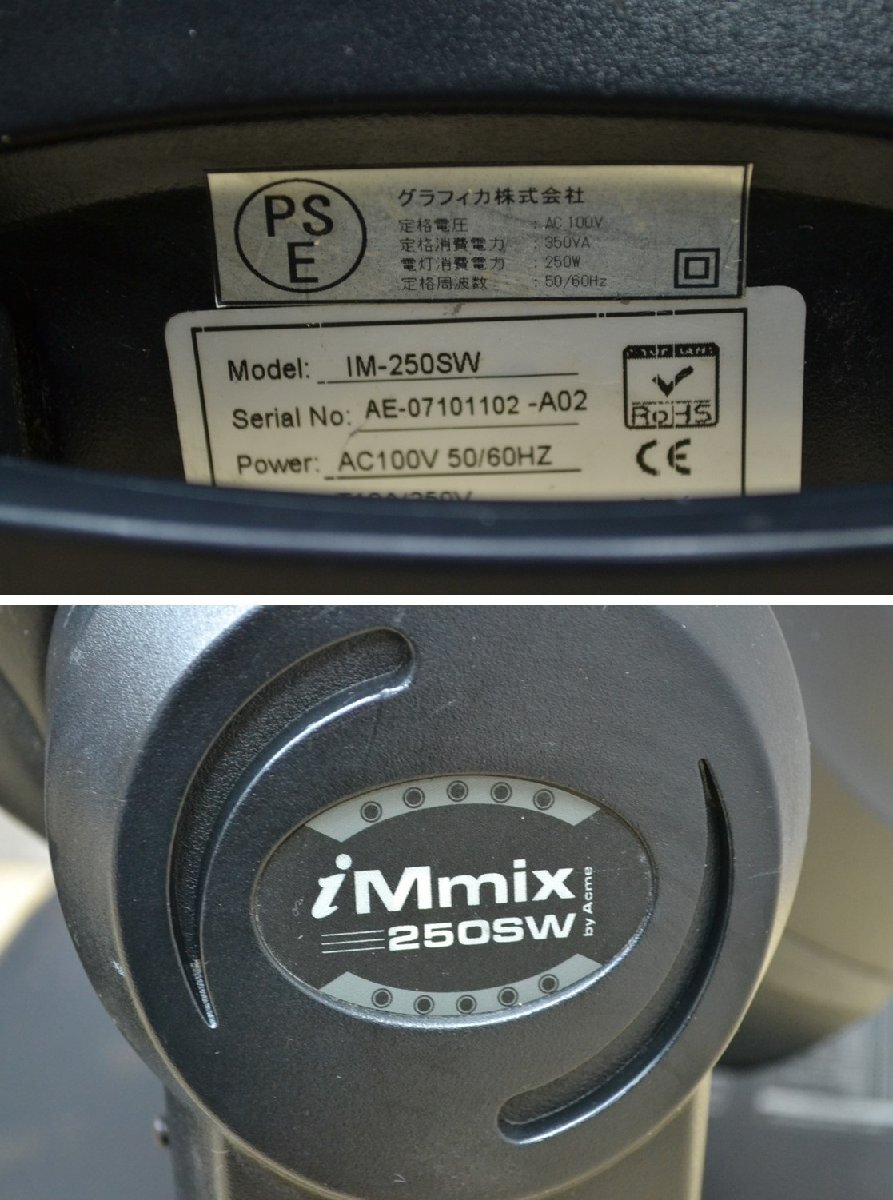 PS
E
グラフィカ株式会社
定格電圧 : AC 100V
定格消費電力 : 350VA
電灯消費電力 : 250W
定格周波数 : 50/60Hz
Model: IM-250SW
Serial No: AE-07101102 -A02
RoHS
Power: AC100V 50/60HZ
CE
iMmix
250SW
by Acme